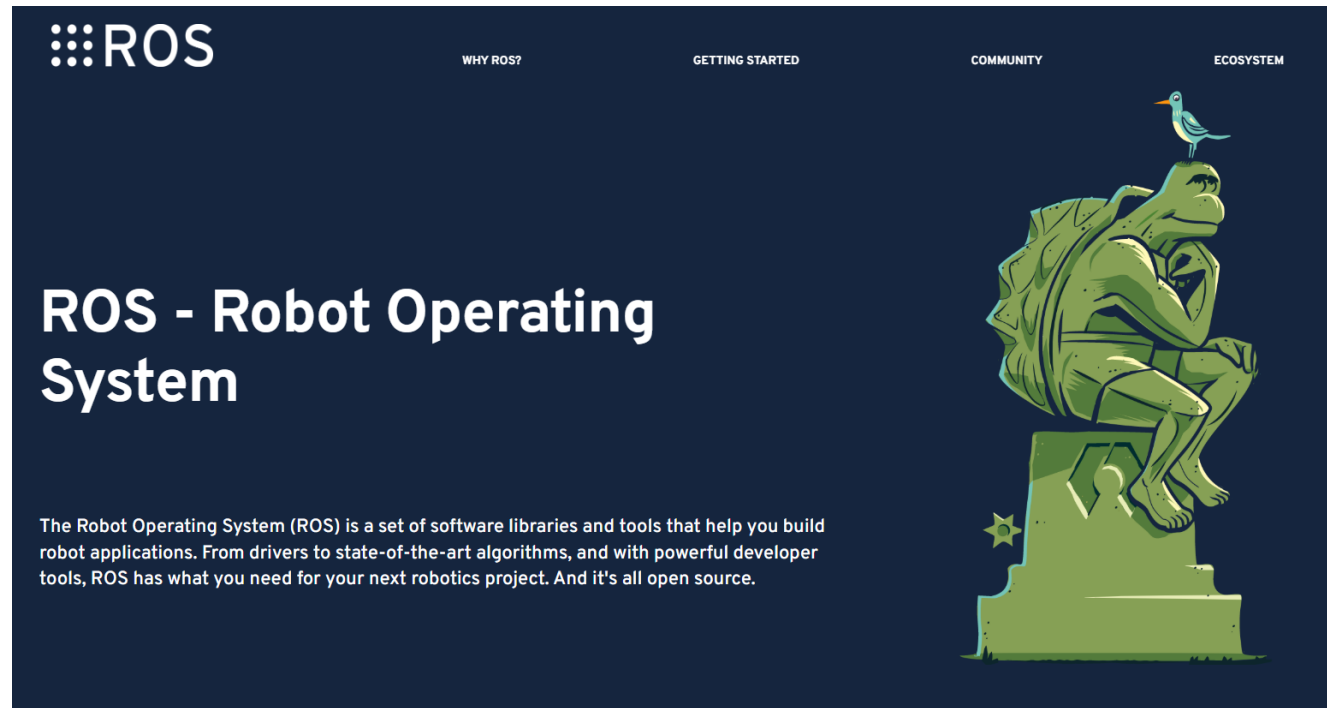 ROS
WHY ROS?
GETTING STARTED
COMMUNITY
ECOSYSTEM
ROS - Robot Operating
System
The Robot Operating System (ROS) is a set of software libraries and tools that help you build
robot applications. From drivers to state-of-the-art algorithms, and with powerful developer
tools, ROS has what you need for your next robotics project. And it's all open source.